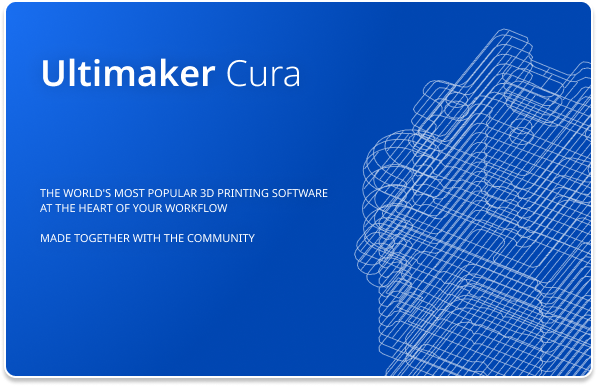 Ultimaker Cura
THE WORLD'S MOST POPULAR 3D PRINTING SOFTWARE
AT THE HEART OF YOUR WORKFLOW
MADE TOGETHER WITH THE COMMUNITY